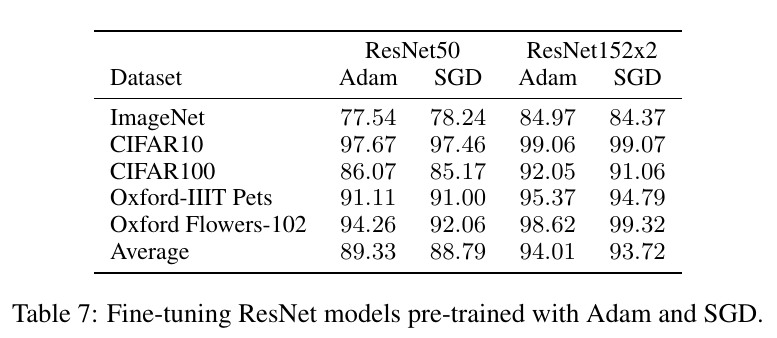 ResNet50 ResNet152x2
Dataset Adam SGD Adam SGD
ImageNet 77.54 78.24 84.97 84.37
CIFAR10 97.67 97.46 99.06 99.07
CIFAR100 86.07 85.17 92.05 91.06
Oxford-IIIT Pets 91.11 91.00 95.37 94.79
Oxford Flowers-102 94.26 92.06 98.62 99.32
Average 89.33 88.79 94.01 93.72
Table 7: Fine-tuning ResNet models pre-trained with Adam and SGD.